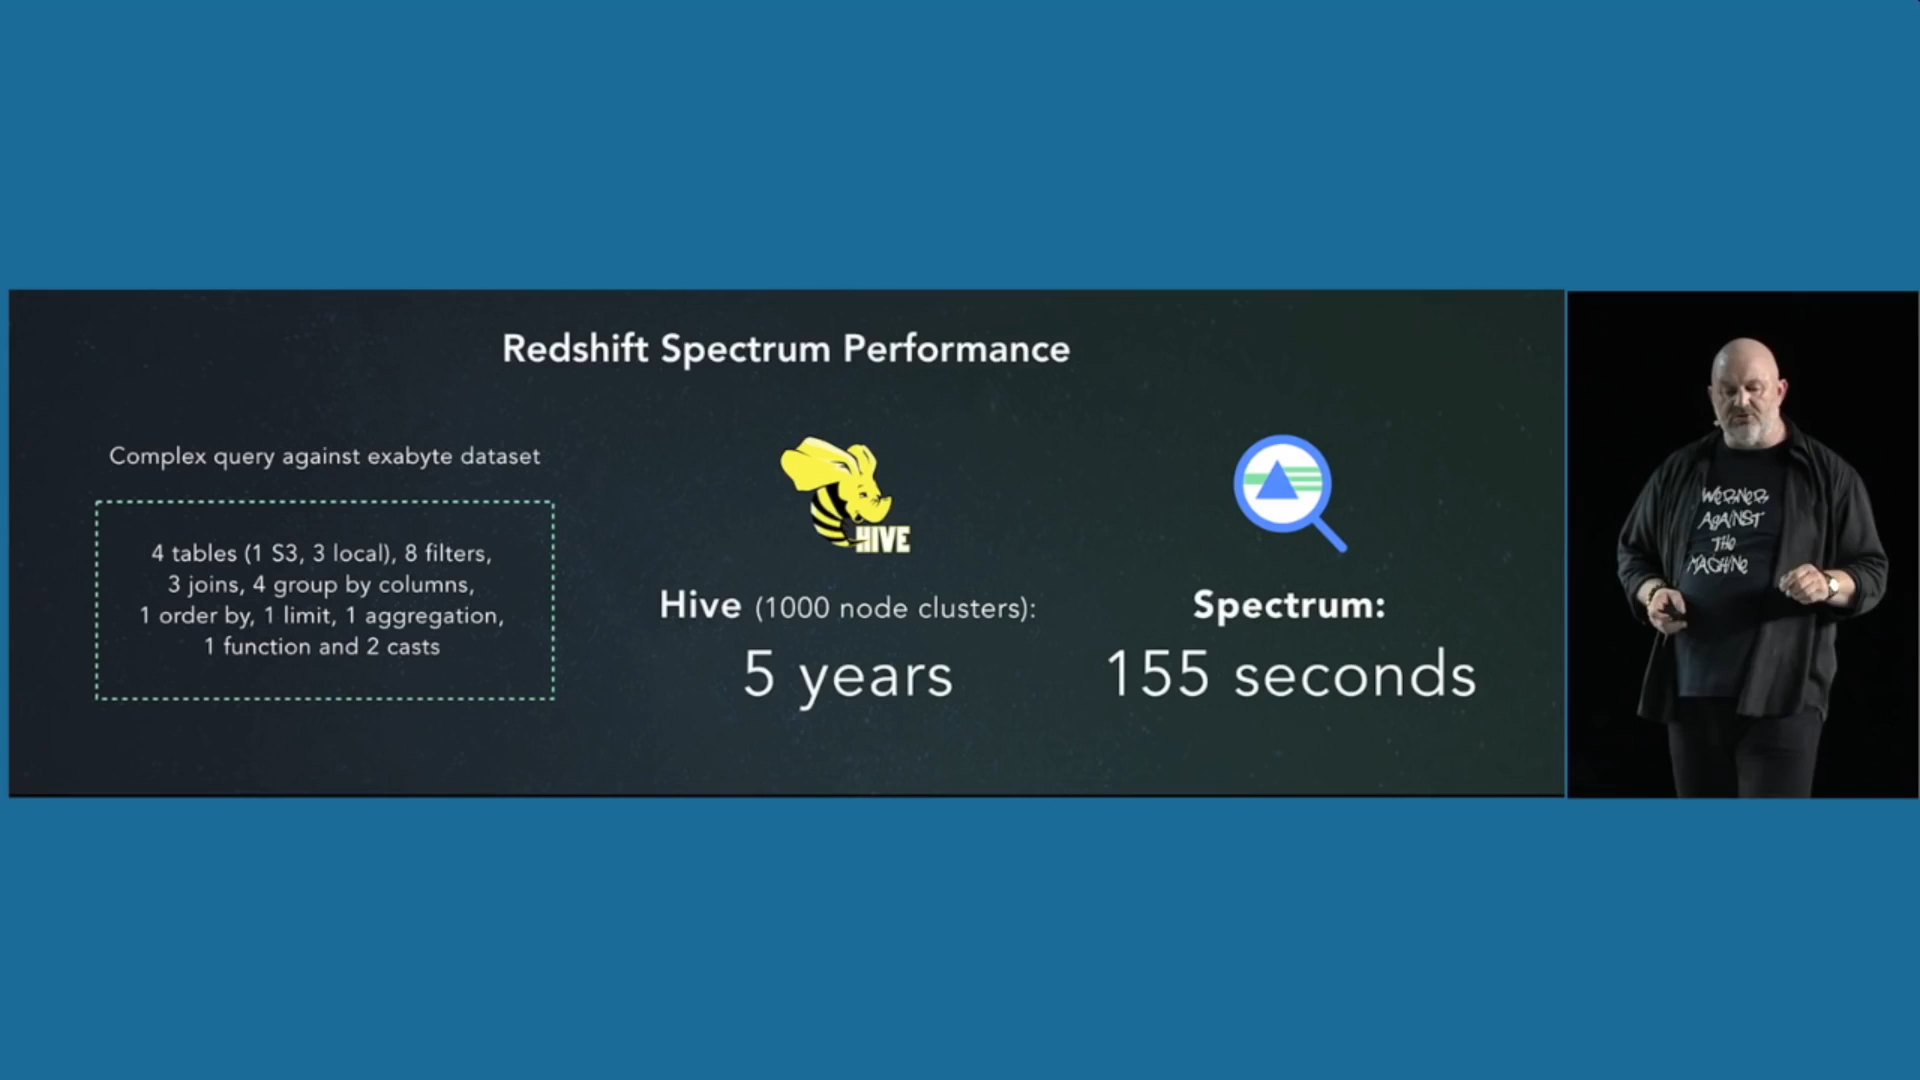 Redshift Spectrum Performance
Complex query against exabyte dataset
4 tables (1 S3, 3 local), 8 filters,
3 joins, 4 group by columns,
1 order by, 1 limit, 1 aggregation,
1 function and 2 casts
HIVE
Hive (1000 node clusters):
5 years
Spectrum:
155 seconds
WERNER
AGAINST
THE
MACHINE